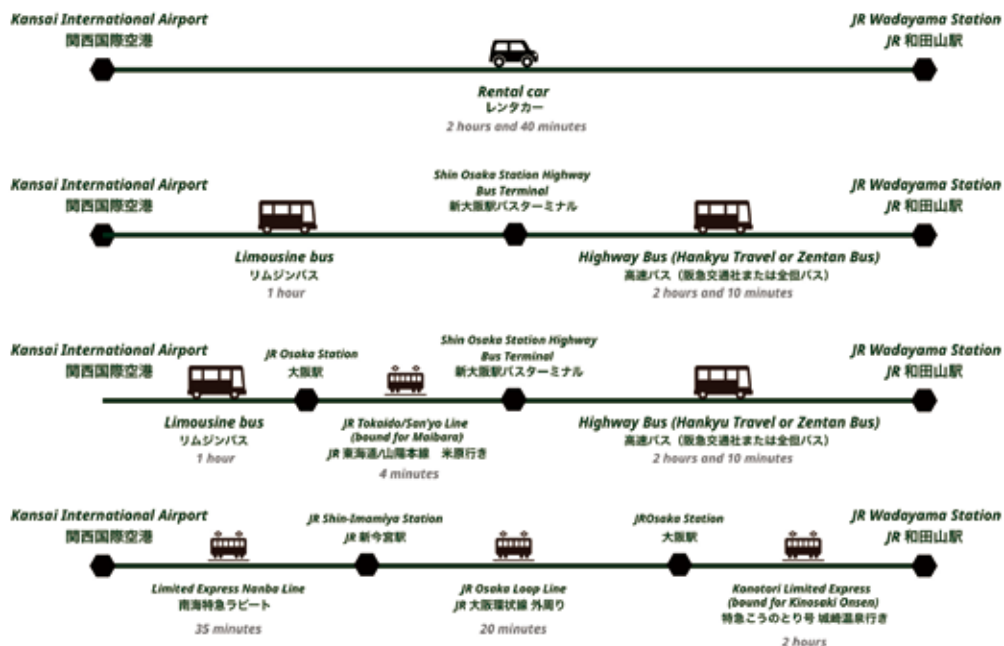 Kansai International Airport
関西国際空港
JR Wadayama Station
JR 和田山駅
Rental car
レンタカー
2 hours and 40 minutes
Kansai International Airport
関西国際空港
Shin Osaka Station Highway
Bus Terminal
新大阪駅バスターミナル
JR Wadayama Station
JR 和田山駅
Limousine bus
リムジンバス
1 hour
Highway Bus (Hankyu Travel or Zentan Bus)
高速バス（阪急交通社または全但バス）
2 hours and 10 minutes
Kansai International Airport
関西国際空港
JR Osaka Station
大阪駅
Shin Osaka Station Highway
Bus Terminal
新大阪駅バスターミナル
JR Wadayama Station
JR 和田山駅
Limousine bus
リムジンバス
1 hour
JR Tokaido/San'yo Line
(bound for Maibara)
JR 東海道/山陽本線　米原行き
4 minutes
Highway Bus (Hankyu Travel or Zentan Bus)
高速バス（阪急交通社または全但バス）
2 hours and 10 minutes
Kansai International Airport
関西国際空港
JR Shin-Imamiya Station
JR 新今宮駅
JROsaka Station
大阪駅
JR Wadayama Station
JR 和田山駅
Limited Express Nanba Line
南海特急ラピート
35 minutes
JR Osaka Loop Line
JR 大阪環状線 外周り
20 minutes
Konotori Limited Express
(bound for Kinosaki Onsen)
特急こうのとり号 城崎温泉行き
2 hours